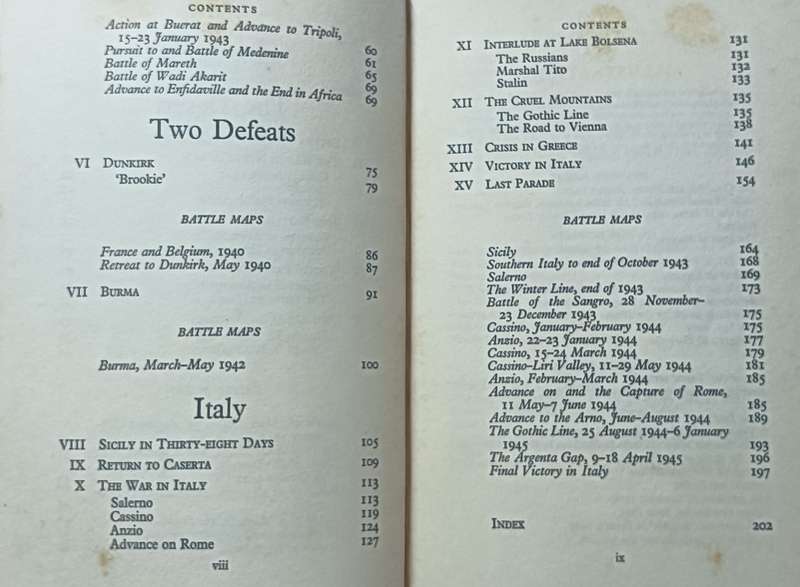 CONTENTS
Action at Buerat and Advance to Tripoli,
15–23 January 1943 60
Pursuit to and Battle of Medenine 61
Battle of Mareth 65
Battle of Wadi Akarit 69
Advance to Enfidaville and the End in Africa 69
Two Defeats
VI DUNKIRK 75
'Brookie' 79
BATTLE MAPS
France and Belgium, 1940 86
Retreat to Dunkirk, May 1940 87
VII BURMA 91
BATTLE MAPS
Burma, March–May 1942 100
Italy
VIII SICILY IN THIRTY-EIGHT DAYS 105
IX RETURN TO CASERTA 109
X THE WAR IN ITALY 113
Salerno 113
Cassino 119
Anzio 124
Advance on Rome 127
viii
CONTENTS
XI INTERLUDE AT LAKE BOLSENA 131
The Russians 131
Marshal Tito 132
Stalin 133
XII THE CRUEL MOUNTAINS 135
The Gothic Line 135
The Road to Vienna 138
XIII CRISIS IN GREECE 141
XIV VICTORY IN ITALY 146
XV LAST PARADE 154
BATTLE MAPS
Sicily 164
Southern Italy to end of October 1943 168
Salerno 169
The Winter Line, end of 1943 173
Battle of the Sangro, 28 November–
23 December 1943 175
Cassino, January–February 1944 175
Anzio, 22–23 January 1944 177
Cassino, 15–24 March 1944 179
Cassino–Liri Valley, 11–29 May 1944 181
Anzio, February–March 1944 185
Advance on and the Capture of Rome,
11 May–7 June 1944 185
Advance to the Arno, June–August 1944 189
The Gothic Line, 25 August 1944–6 January
1945 193
The Argenta Gap, 9–18 April 1945 196
Final Victory in Italy 197
INDEX 202
ix